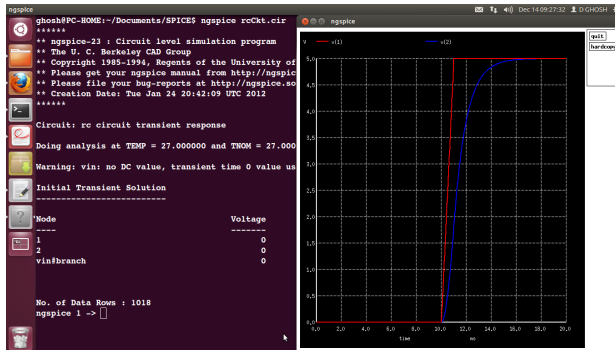 ngspice
Dec 14 09:27:32 D GHOSH
ghosh@PC-HOME:~/Documents/SPICE$ ngspice rcCkt.cir
******
** ngspice-23 : Circuit level simulation program
** The U. C. Berkeley CAD Group
** Copyright 1985-1994, Regents of the University of
** Please get your ngspice manual from http://ngspic
** Please file your bug-reports at http://ngspice.so
** Creation Date: Tue Jan 24 20:42:09 UTC 2012
******
Circuit: rc circuit transient response
Doing analysis at TEMP = 27.000000 and TNOM = 27.000
Warning: vin: no DC value, transient time 0 value us
Initial Transient Solution
--------------------------
Node Voltage
---- -------
1 0
2 0
vin#branch 0
No. of Data Rows : 1018
ngspice 1 ->
ngspice
V v(1) v(2)
5.0
4.5
4.0
3.5
3.0
2.5
2.0
1.5
1.0
0.5
0.0
0.0 2.0 4.0 6.0 8.0 10.0 12.0 14.0 16.0 18.0 20.0
time ms
quit
hardcopy